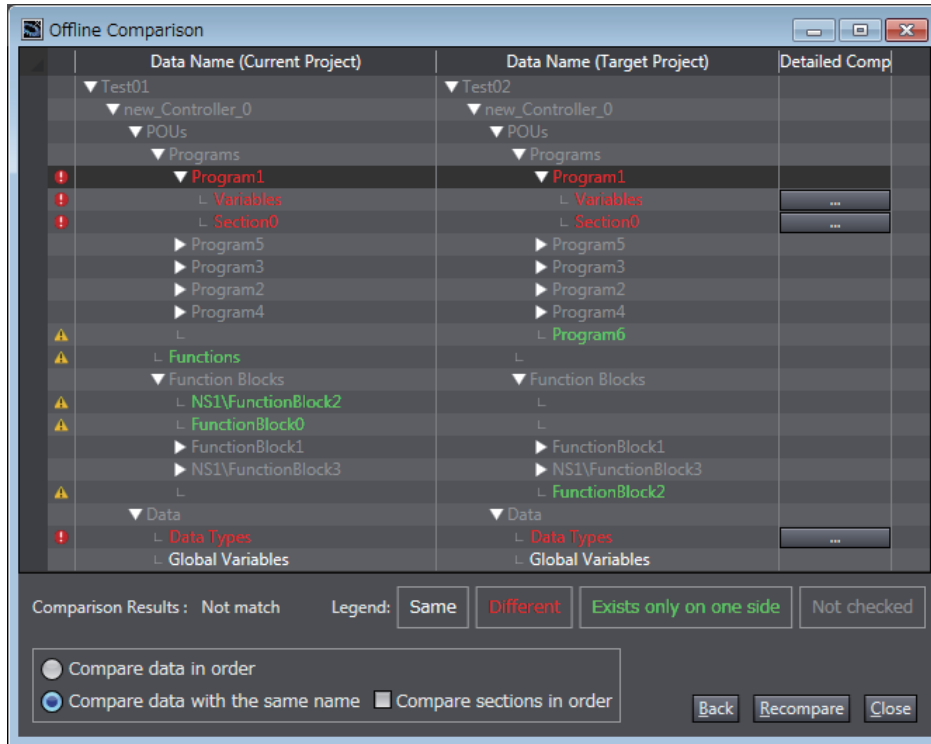 Offline Comparison
Data Name (Current Project) Data Name (Target Project) Detailed Comp
Test01 Test02
new_Controller_0 new_Controller_0
POUs POUs
Programs Programs
Program1 Program1
Variables Variables ...
Section0 Section0 ...
Program5 Program5
Program3 Program3
Program2 Program2
Program4 Program4
Program6
Functions
Function Blocks Function Blocks
NS1\FunctionBlock2
FunctionBlock0
FunctionBlock1 FunctionBlock1
NS1\FunctionBlock3 NS1\FunctionBlock3
FunctionBlock2
Data Data
Data Types Data Types ...
Global Variables Global Variables
Comparison Results : Not match Legend: Same Different Exists only on one side Not checked
Compare data in order
Compare data with the same name Compare sections in order Back Recompare Close